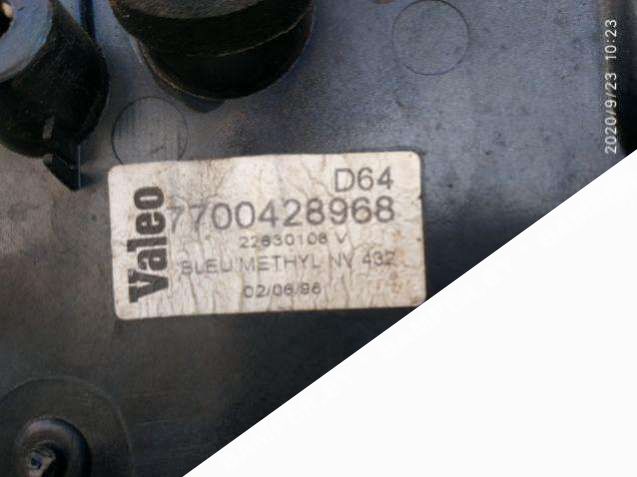 2020/9/23 10:23
Valeo
D64
7700428968
22630108 V
BLEU METHYL NV 432
02/06/96